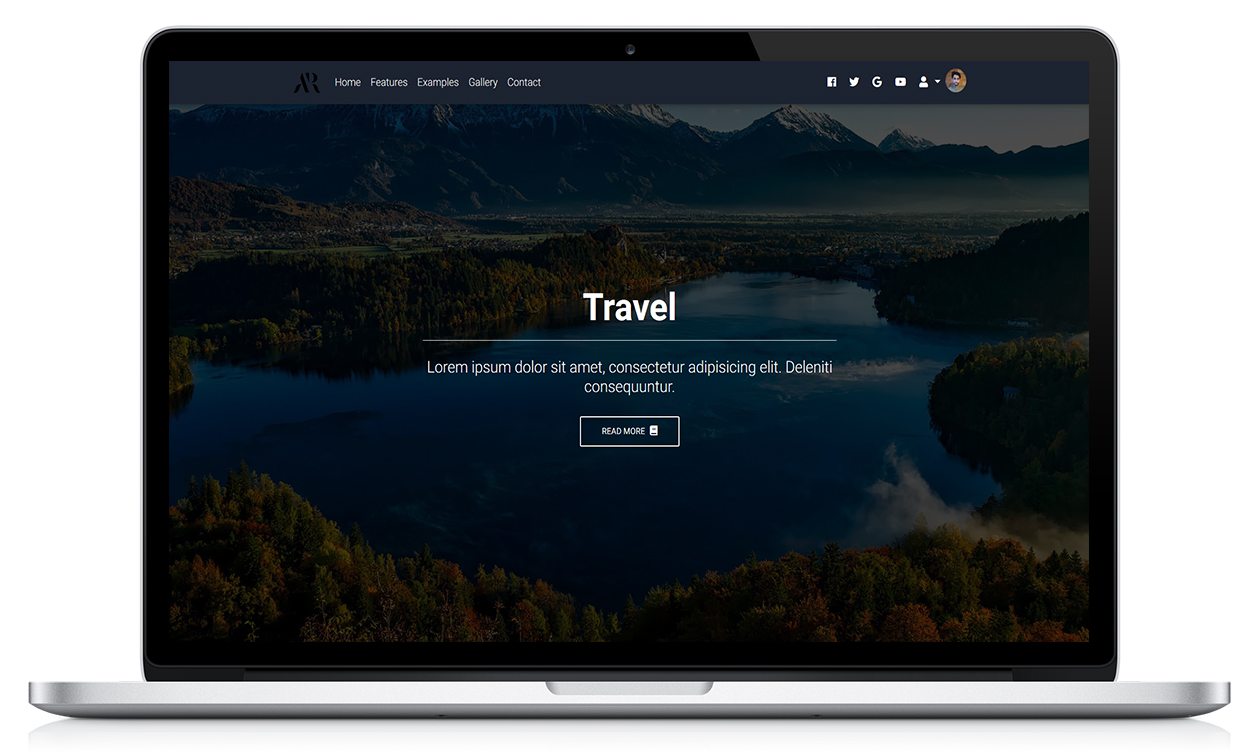 AR Home Features Examples Gallery Contact
Travel
Lorem ipsum dolor sit amet, consectetur adipisicing elit. Deleniti
consequuntur.
READ MORE